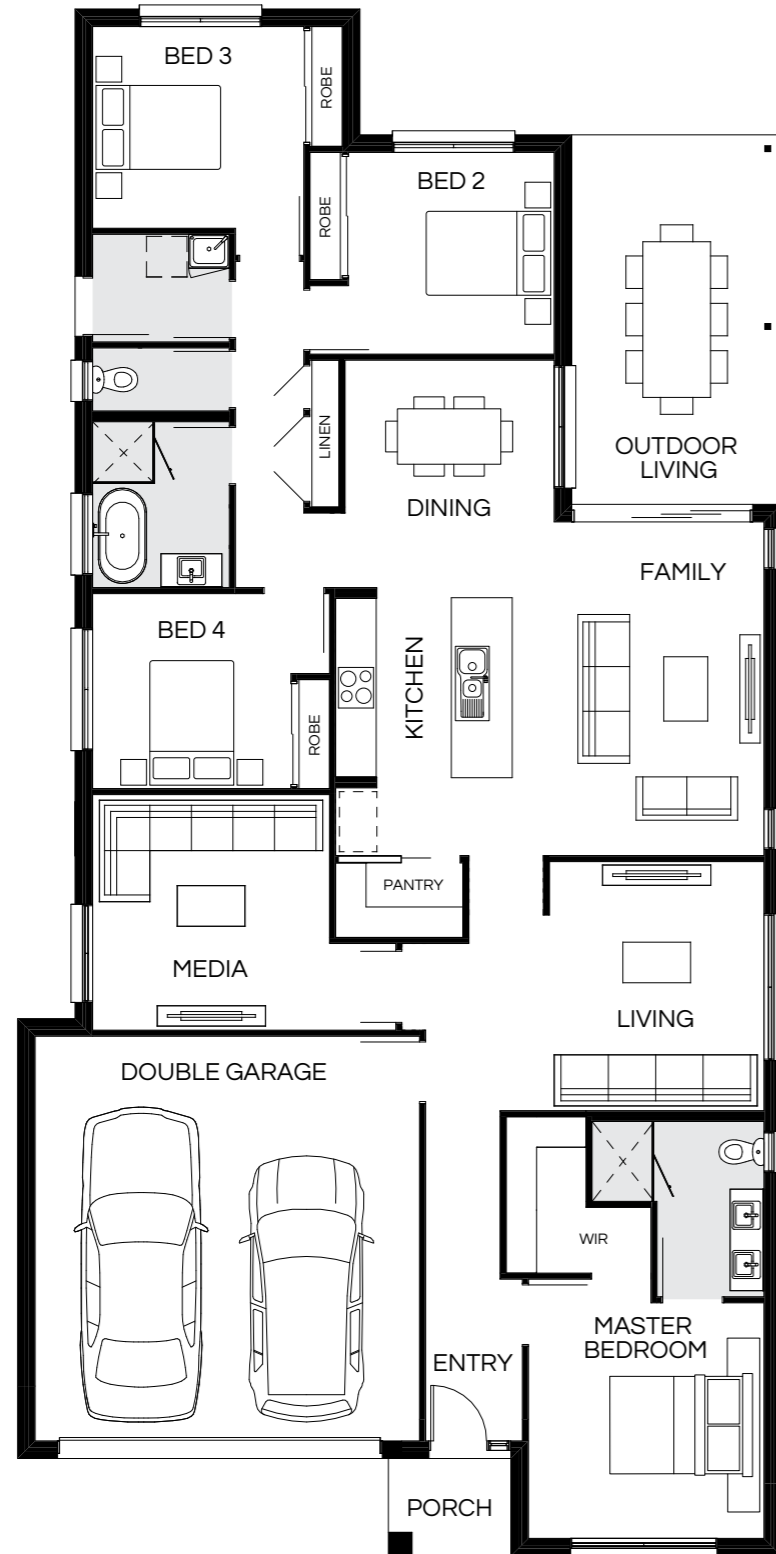 BED 3
ROBE
BED 2
ROBE
OUTDOOR
LIVING
LINEN
DINING
FAMILY
BED 4
KITCHEN
ROBE
PANTRY
MEDIA
LIVING
DOUBLE GARAGE
WIR
MASTER
BEDROOM
ENTRY
PORCH